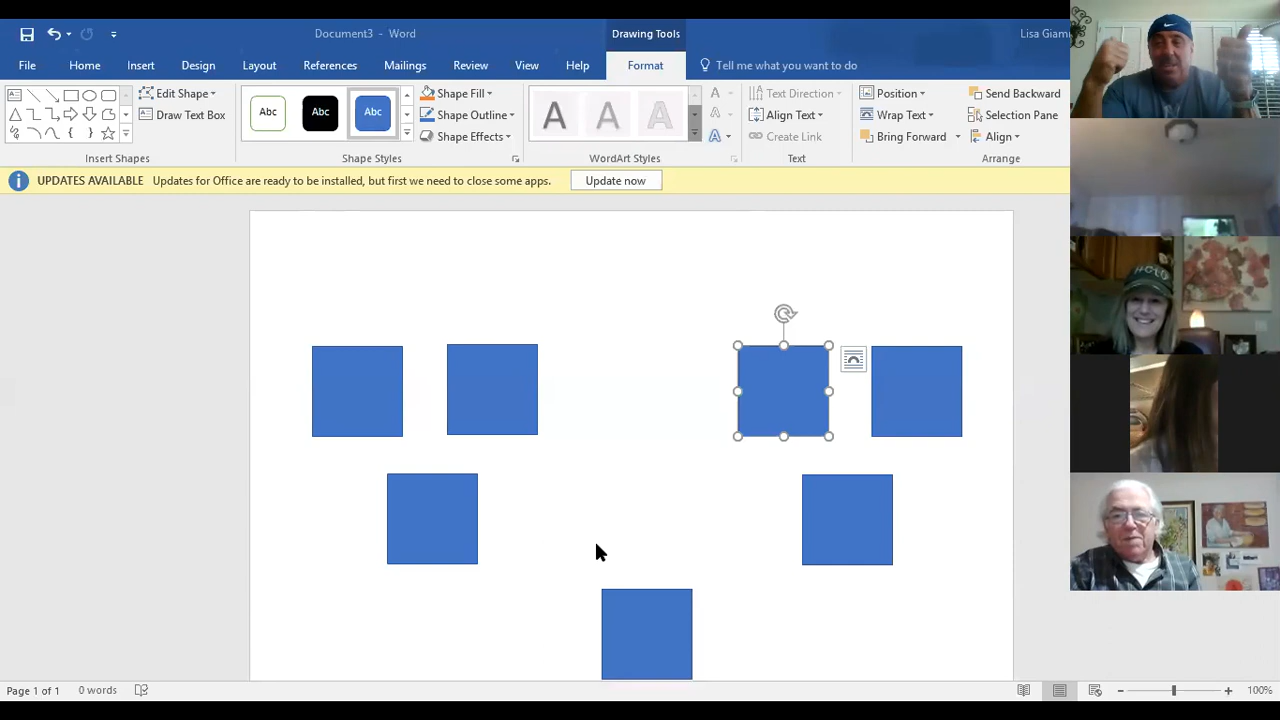 Document3 - Word
Drawing Tools
Lisa Giam
File Home Insert Design Layout References Mailings Review View Help Format Tell me what you want to do
Edit Shape
Draw Text Box
Insert Shapes
Abc Abc Abc
Shape Fill
Shape Outline
Shape Effects
Shape Styles
A A A
WordArt Styles
A
A
A
Text Direction
Align Text
Create Link
Text
Position
Wrap Text
Bring Forward
Send Backward
Selection Pane
Align
Arrange
UPDATES AVAILABLE Updates for Office are ready to be installed, but first we need to close some apps. Update now
HOLD
Page 1 of 1 0 words 100%